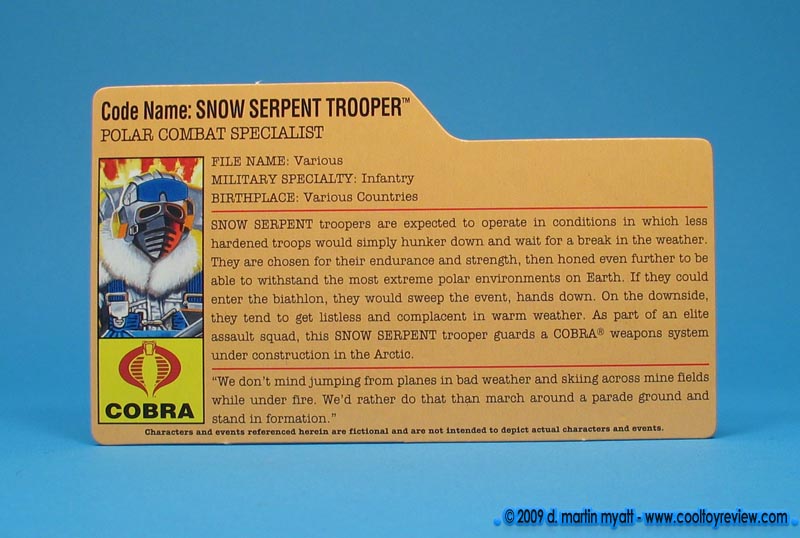 Code Name: SNOW SERPENT TROOPER™
POLAR COMBAT SPECIALIST
FILE NAME: Various
MILITARY SPECIALTY: Infantry
BIRTHPLACE: Various Countries
SNOW SERPENT troopers are expected to operate in conditions in which less
hardened troops would simply hunker down and wait for a break in the weather.
They are chosen for their endurance and strength, then honed even further to be
able to withstand the most extreme polar environments on Earth. If they could
enter the biathlon, they would sweep the event, hands down. On the downside,
they tend to get listless and complacent in warm weather. As part of an elite
assault squad, this SNOW SERPENT trooper guards a COBRA® weapons system
under construction in the Arctic.
COBRA
“We don’t mind jumping from planes in bad weather and skiing across mine fields
while under fire. We’d rather do that than march around a parade ground and
stand in formation.”
Characters and events referenced herein are fictional and are not intended to depict actual characters and events.
© 2009 d. martin myatt - www.cooltoyreview.com